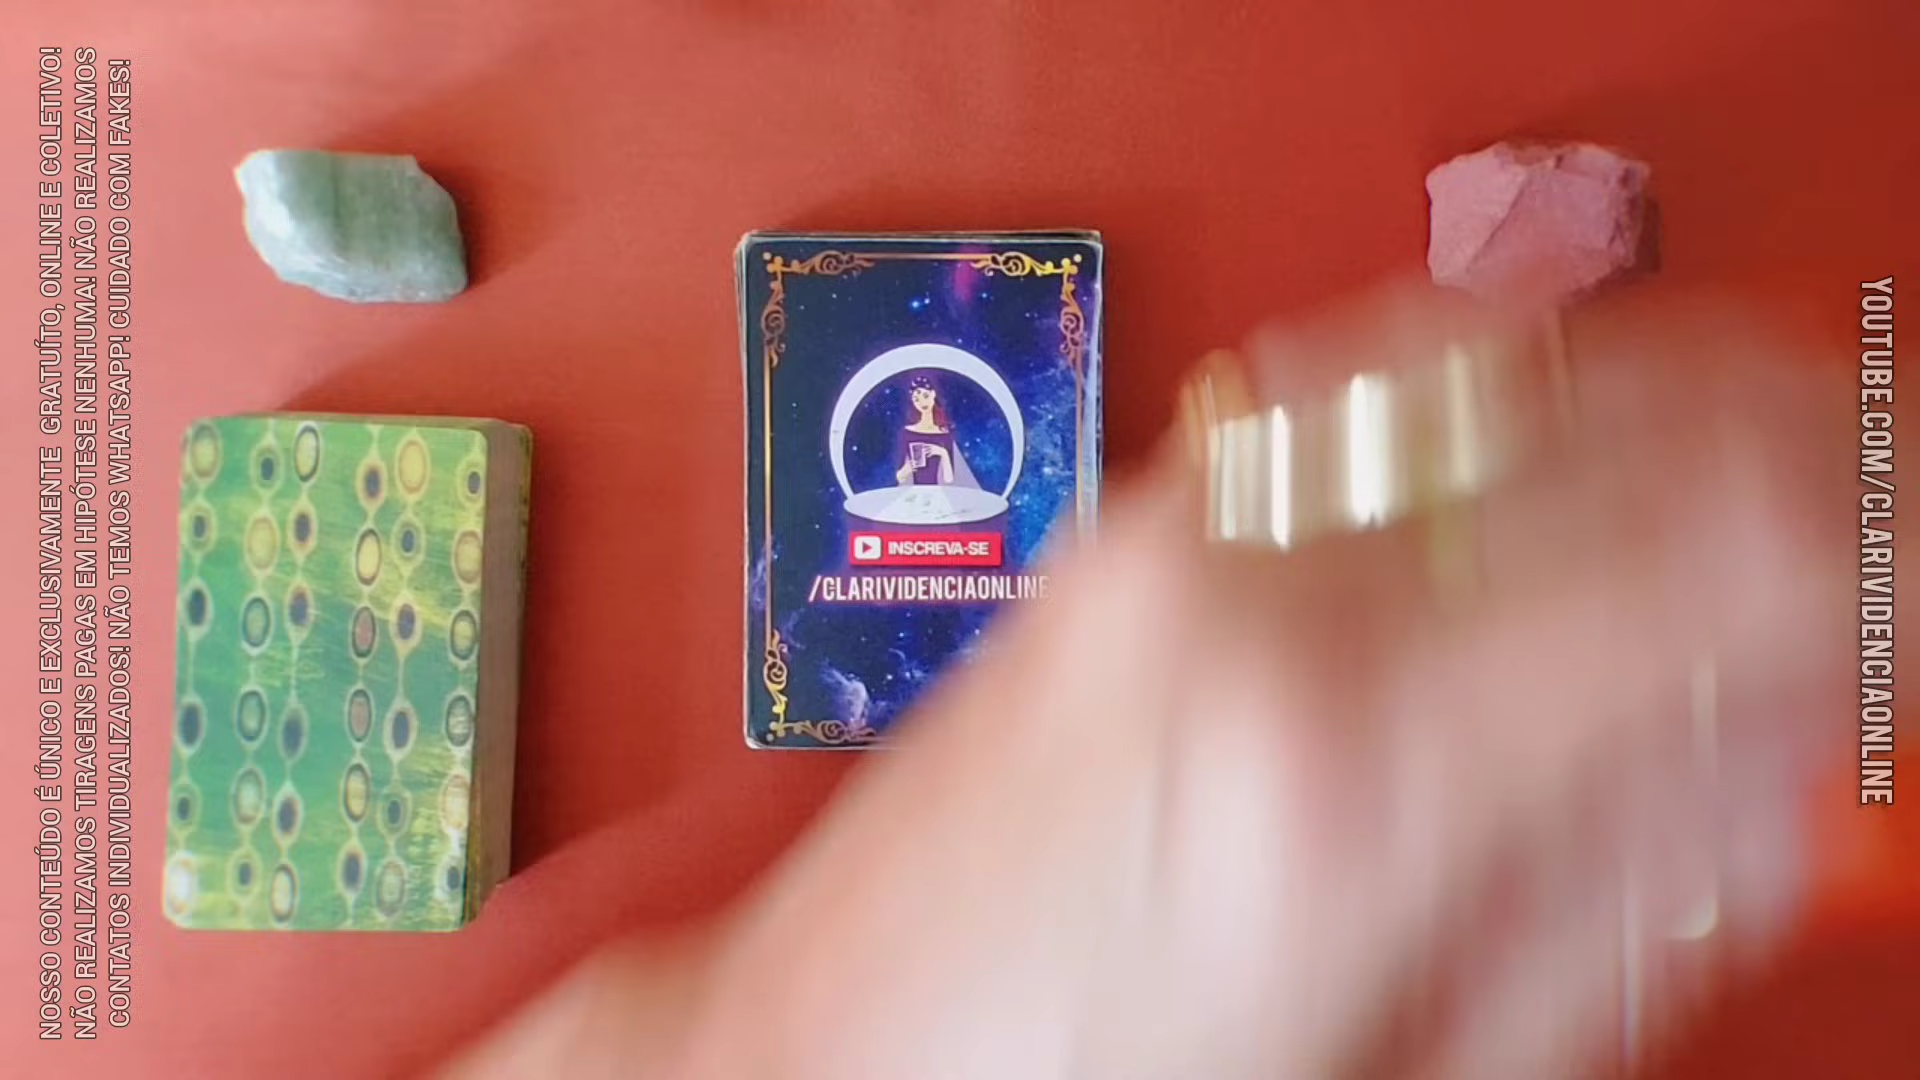 NOSSO CONTEÚDO É ÚNICO E EXCLUSIVAMENTE GRATUÍTO, ONLINE E COLETIVO!
NÃO REALIZAMOS TIRAGENS PAGAS EM HIPÓTESE NENHUMA! NÃO REALIZAMOS
CONTATOS INDIVIDUALIZADOS! NÃO TEMOS WHATSAPP! CUIDADO COM FAKES!
INSCREVA-SE
/CLARIVIDENCIAONLINE
YOUTUBE.COM/CLARIVIDENCIAONLINE